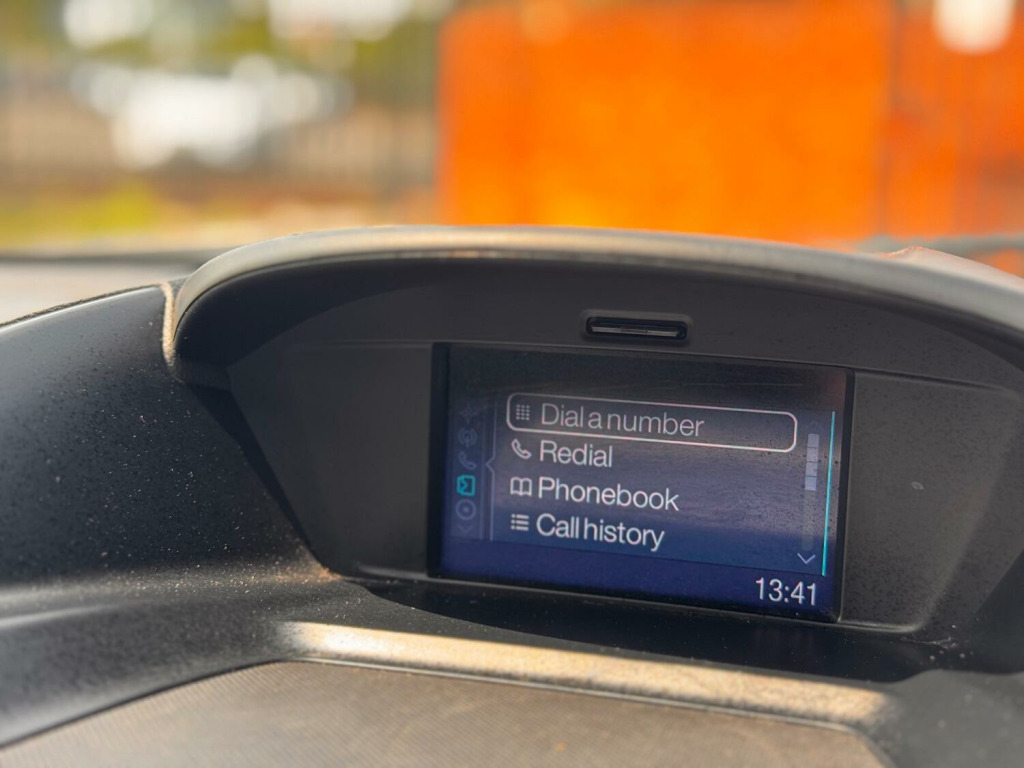 Dial a number
Redial
Phonebook
Call history
13:41